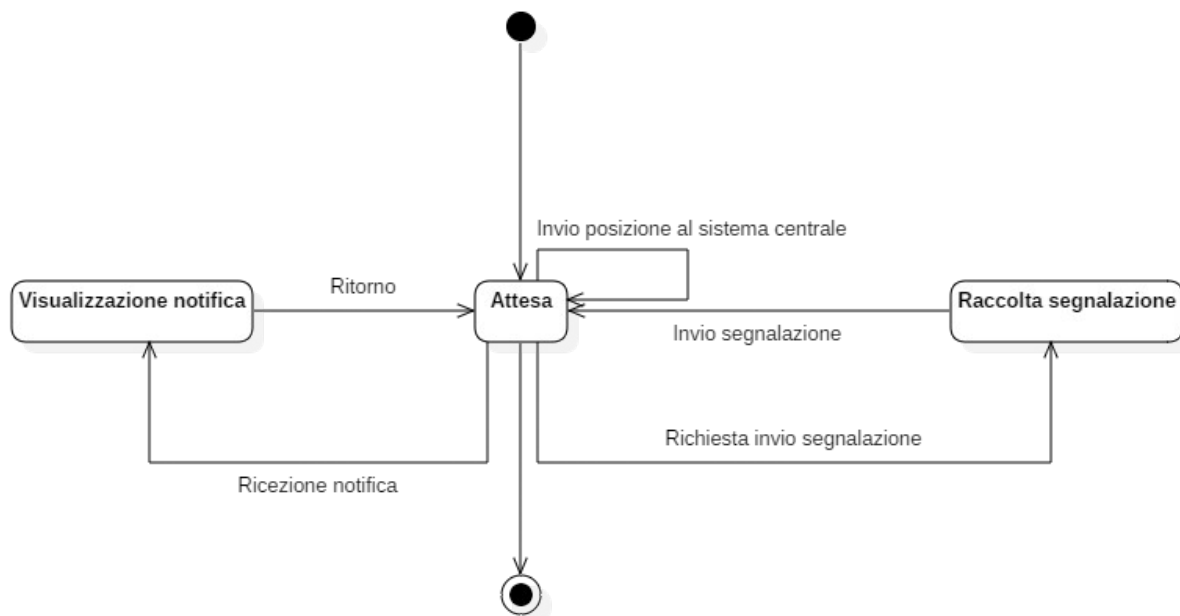 Invio posizione al sistema centrale
Visualizzazione notifica
Ritorno
Attesa
Raccolta segnalazione
Invio segnalazione
Richiesta invio segnalazione
Ricezione notifica